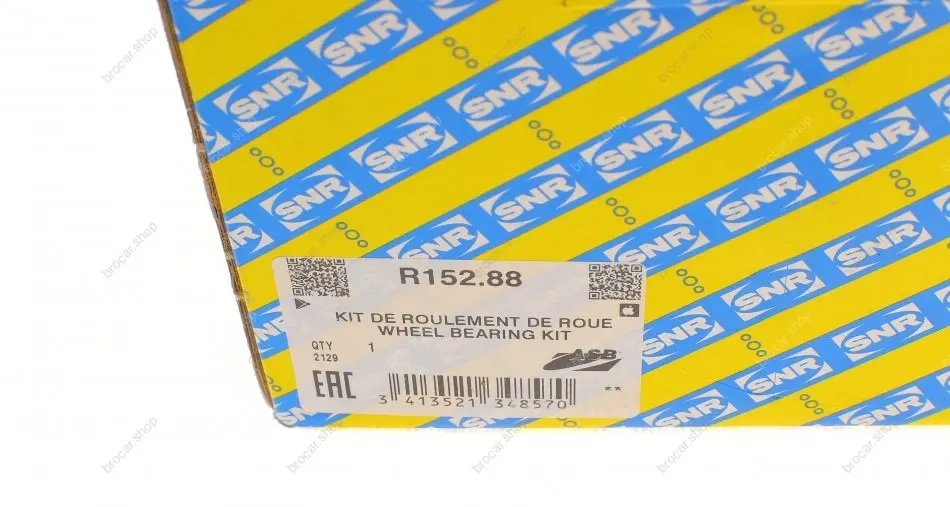 SNR
R152.88
KIT DE ROULEMENT DE ROUE
WHEEL BEARING KIT
QTY 1
2129
ASB
EAC
**
3 413521 348570
brocar.shop